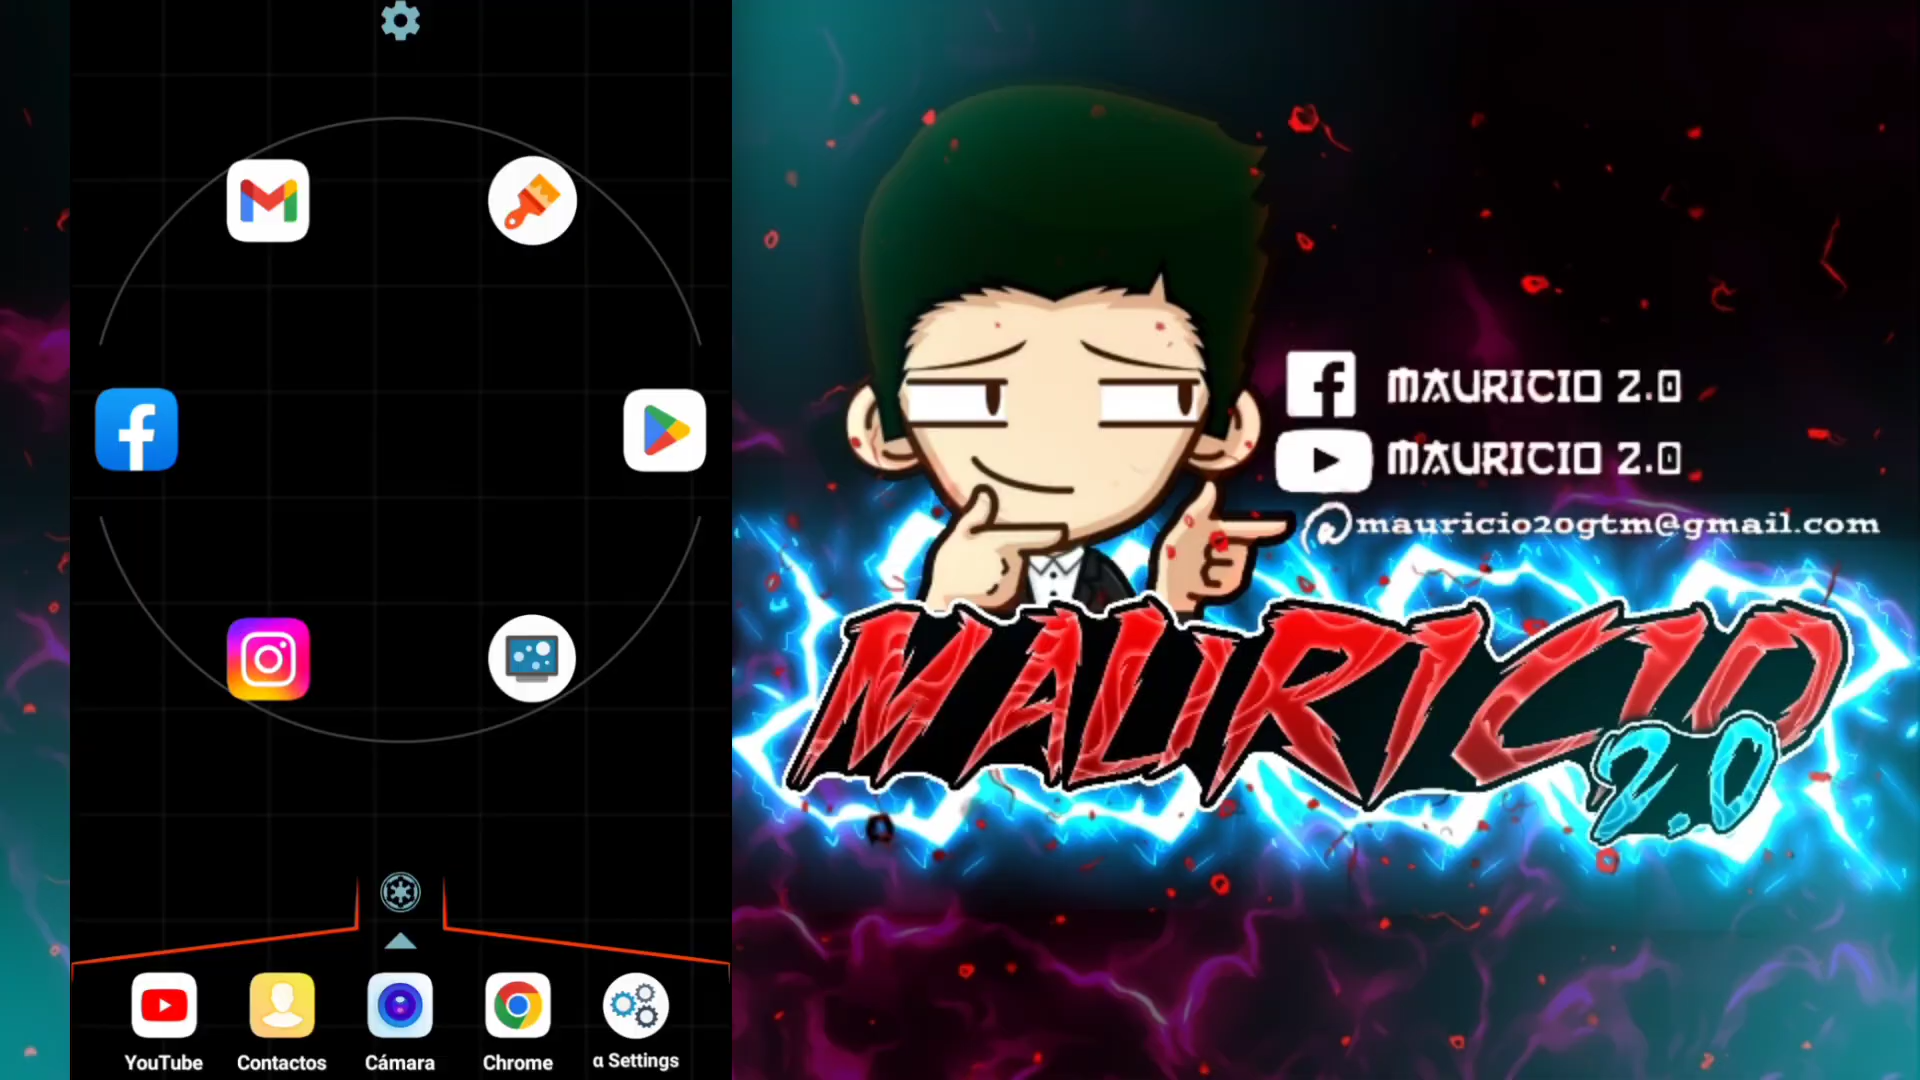 MAURICIO 2.0
MAURICIO 2.0
@mauricio20gtm@gmail.com
MAURICIO
2.0
YouTube
Contactos
Cámara
Chrome
α Settings